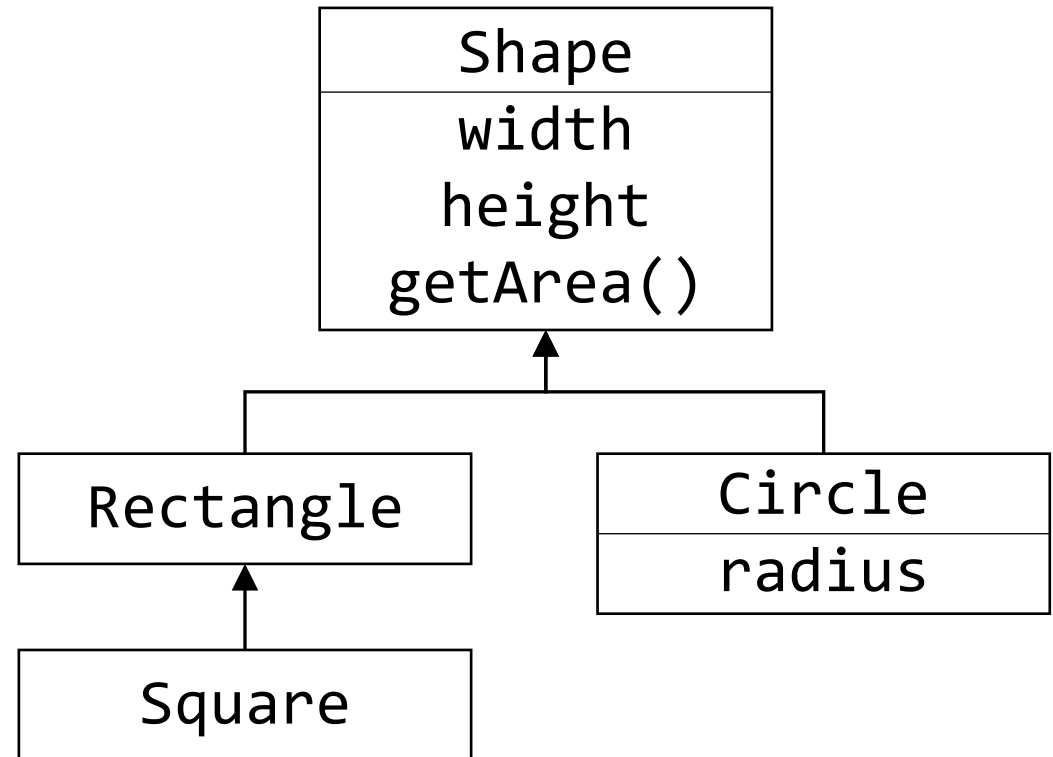 Shape
width
height
getArea()
Rectangle
Circle
radius
Square